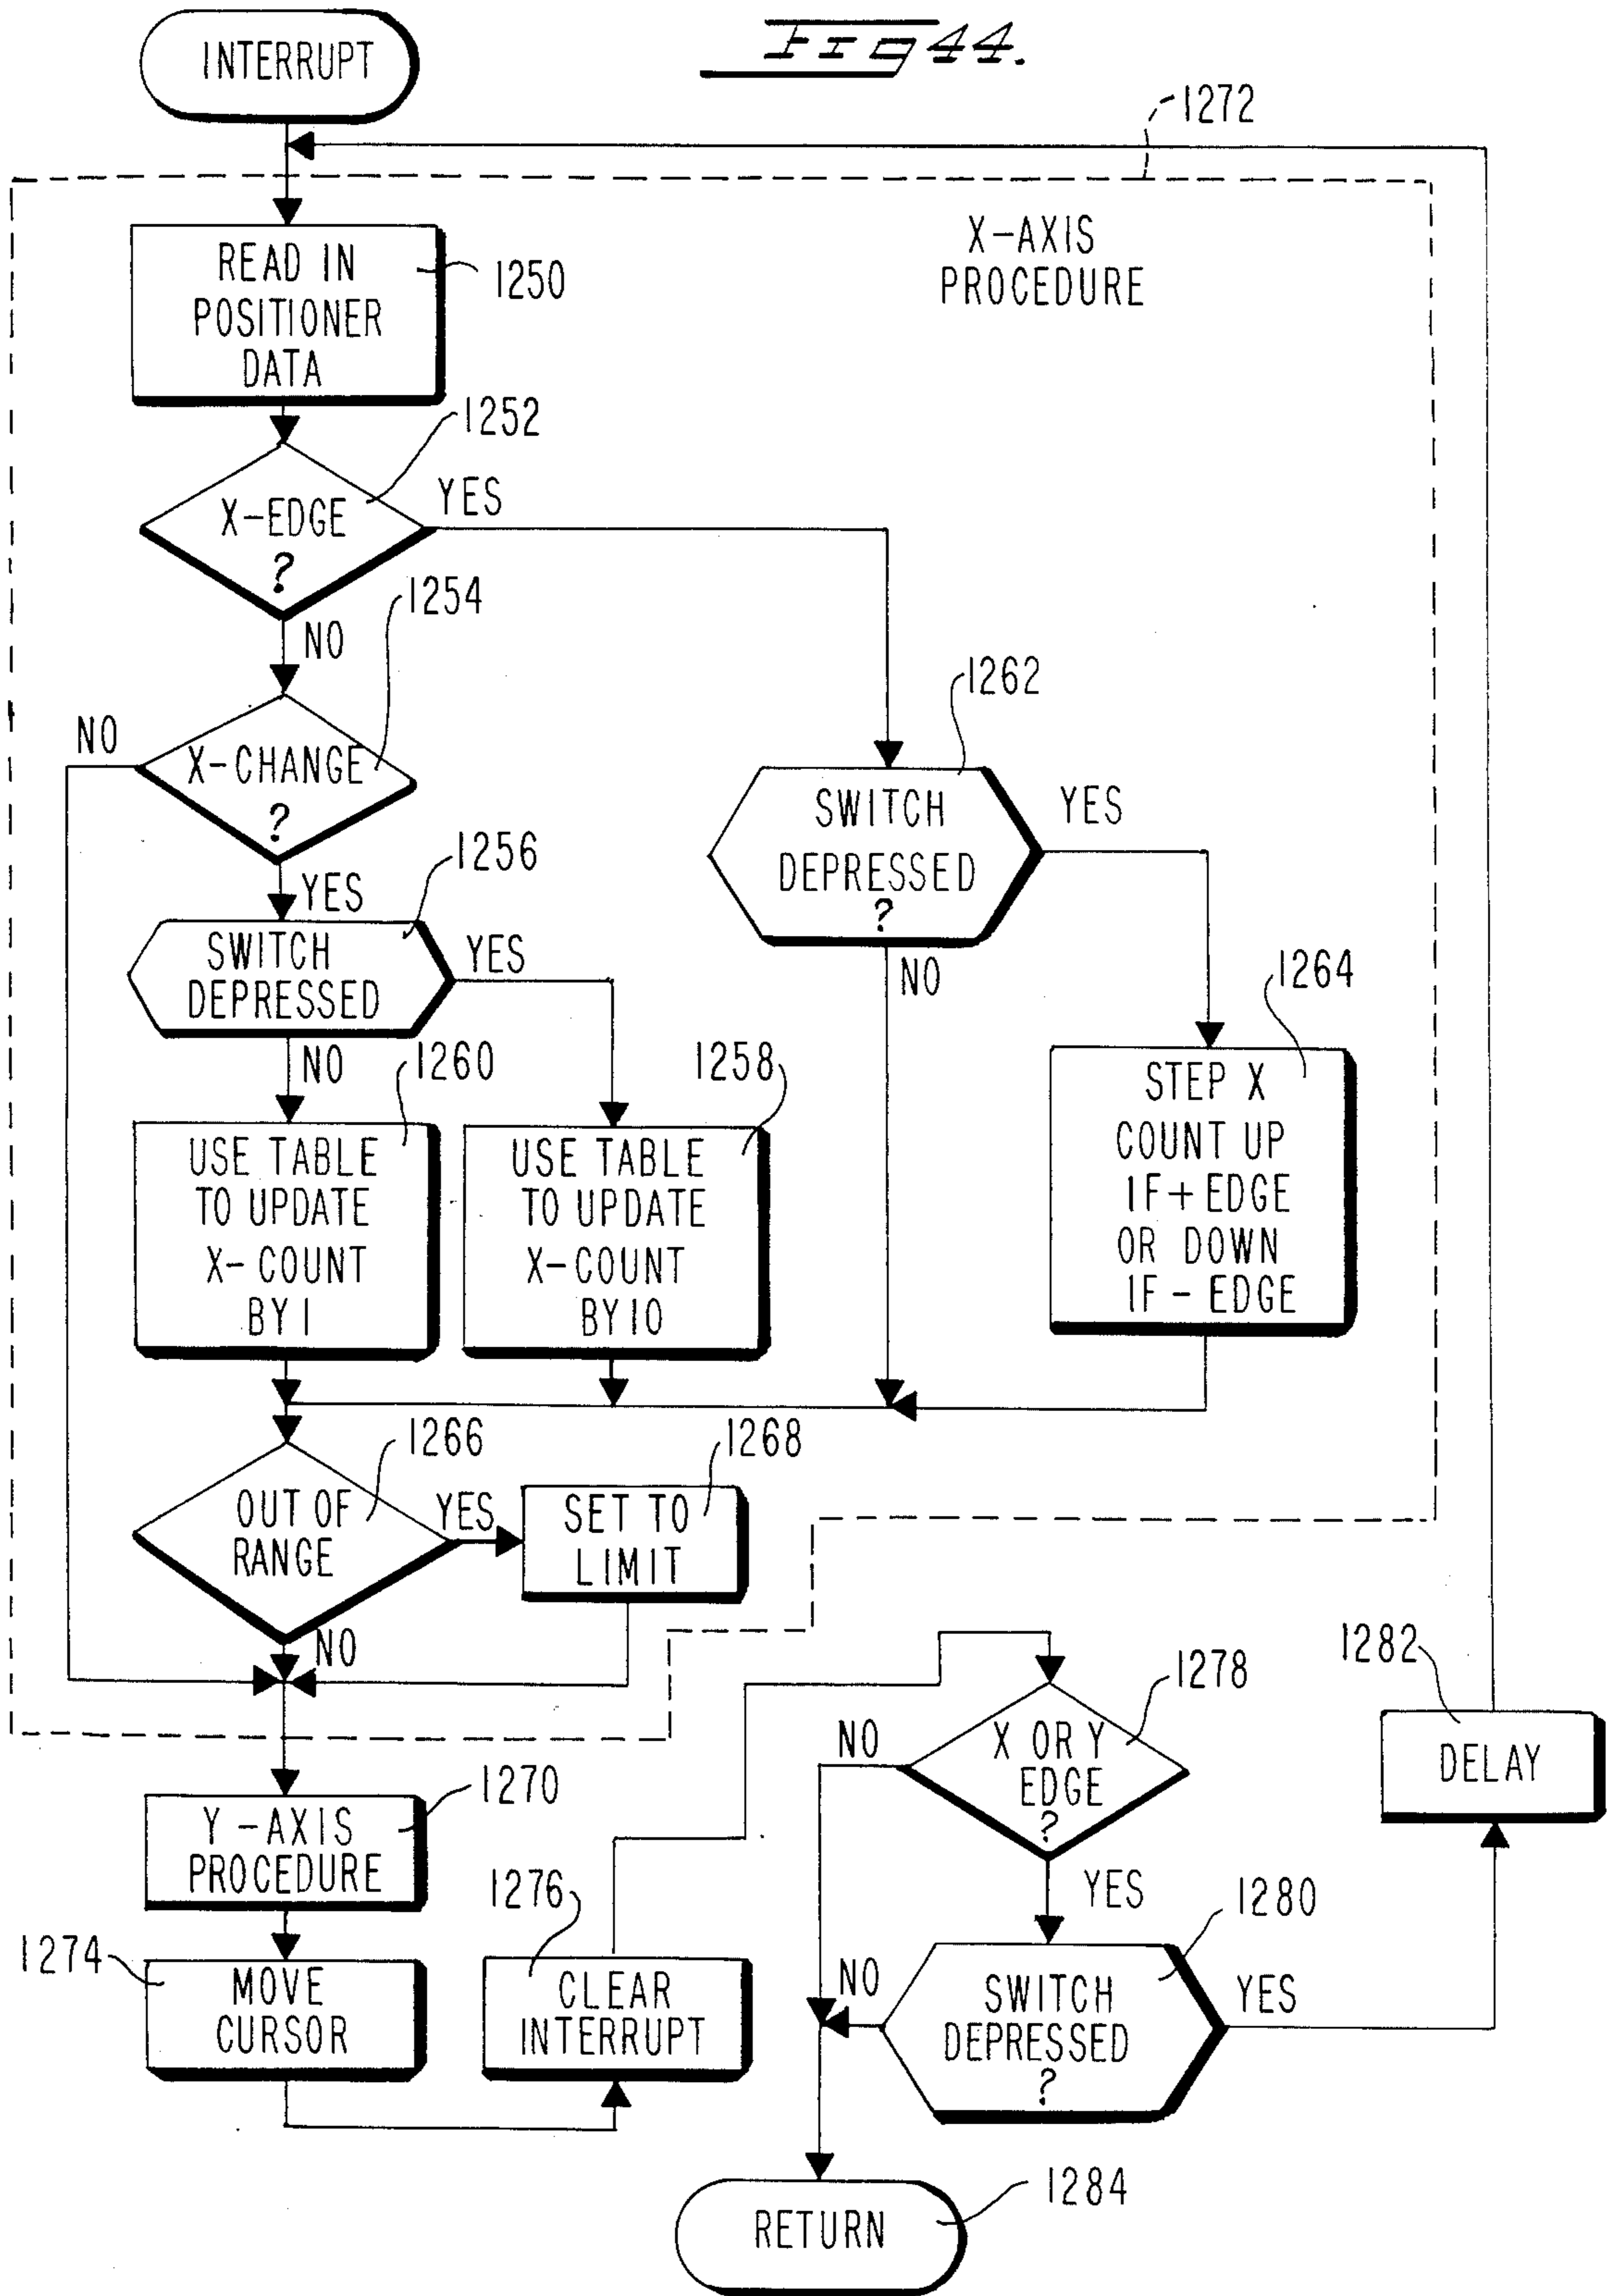 Fig 44.
INTERRUPT
1272
X-AXIS
PROCEDURE
READ IN
POSITIONER
DATA
1250
1252
X-EDGE
?
YES
NO
1254
X-CHANGE
?
NO
YES
1256
SWITCH
DEPRESSED
YES
NO
1262
SWITCH
DEPRESSED
?
YES
NO
1260
USE TABLE
TO UPDATE
X-COUNT
BY 1
1258
USE TABLE
TO UPDATE
X-COUNT
BY 10
1264
STEP X
COUNT UP
IF + EDGE
OR DOWN
IF - EDGE
1266
OUT OF
RANGE
YES
NO
1268
SET TO
LIMIT
1270
Y-AXIS
PROCEDURE
1274
MOVE
CURSOR
1276
CLEAR
INTERRUPT
1278
X OR Y
EDGE
?
NO
YES
1280
SWITCH
DEPRESSED
?
NO
YES
1282
DELAY
1284
RETURN